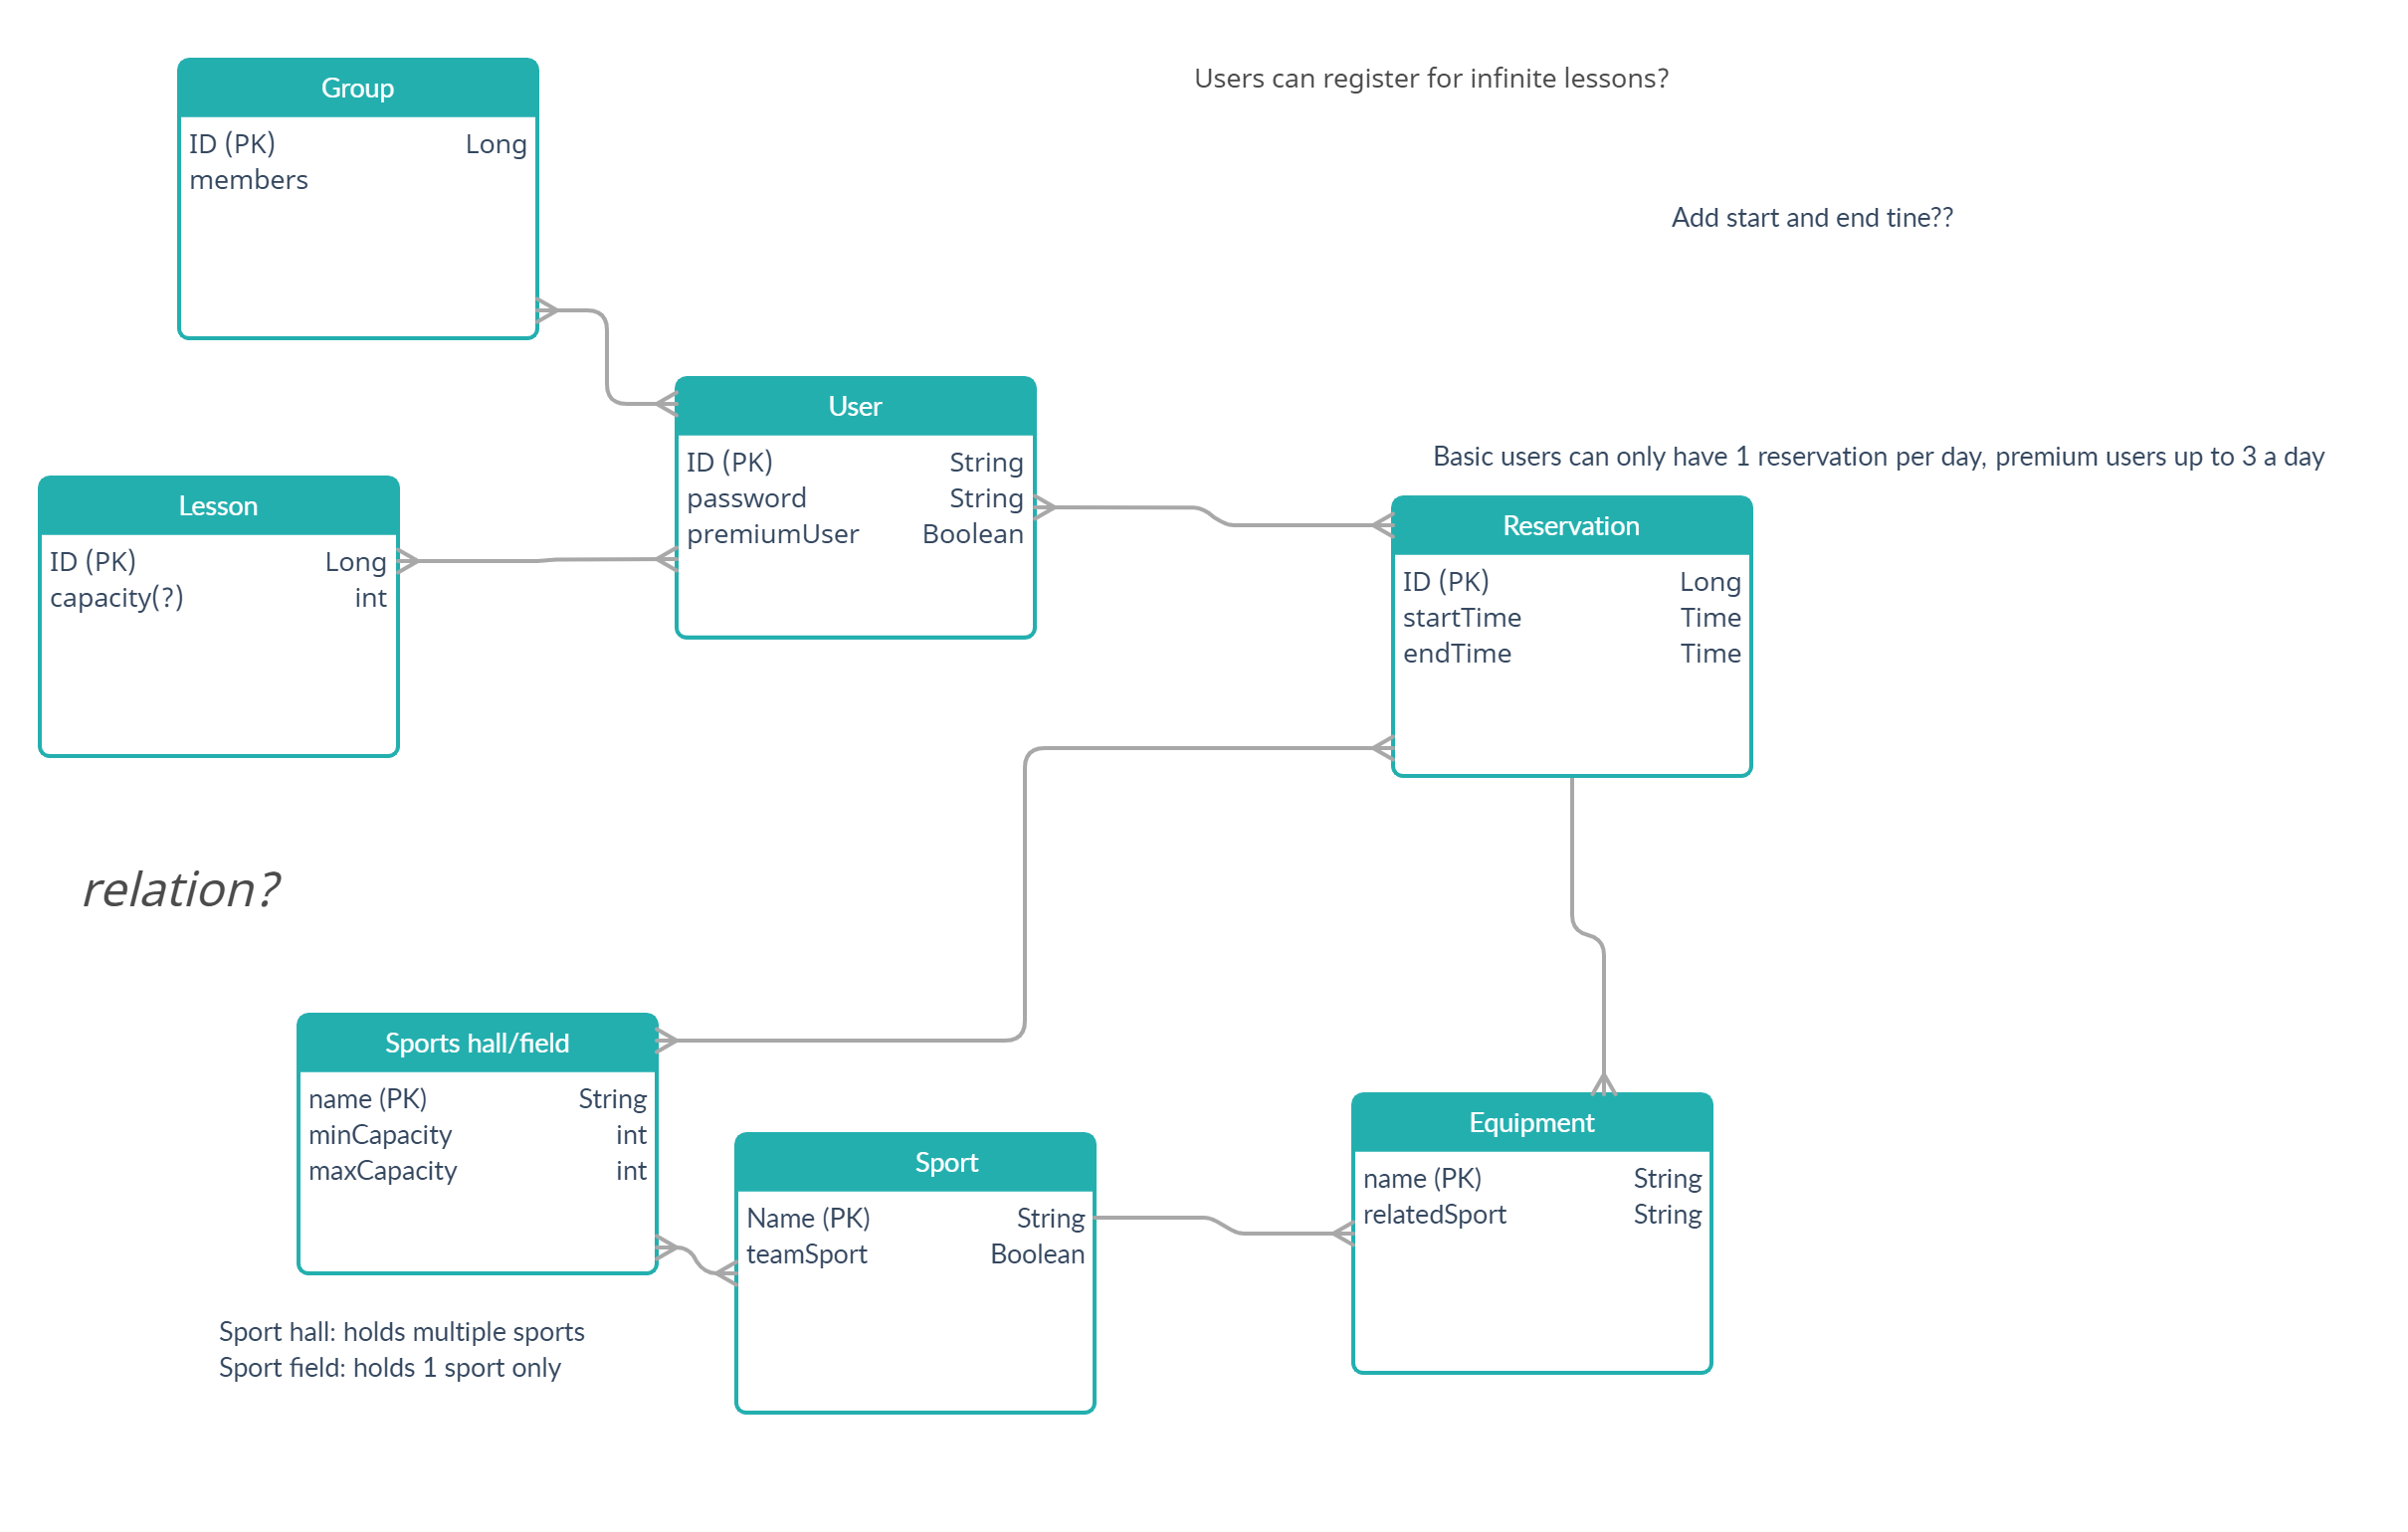 Users can register for infinite lessons?
Add start and end tine??
Group
ID (PK) Long
members
User
ID (PK) String
password String
premiumUser Boolean
Lesson
ID (PK) Long
capacity(?) int
Basic users can only have 1 reservation per day, premium users up to 3 a day
Reservation
ID (PK) Long
startTime Time
endTime Time
relation?
Sports hall/field
name (PK) String
minCapacity int
maxCapacity int
Sport hall: holds multiple sports
Sport field: holds 1 sport only
Sport
Name (PK) String
teamSport Boolean
Equipment
name (PK) String
relatedSport String